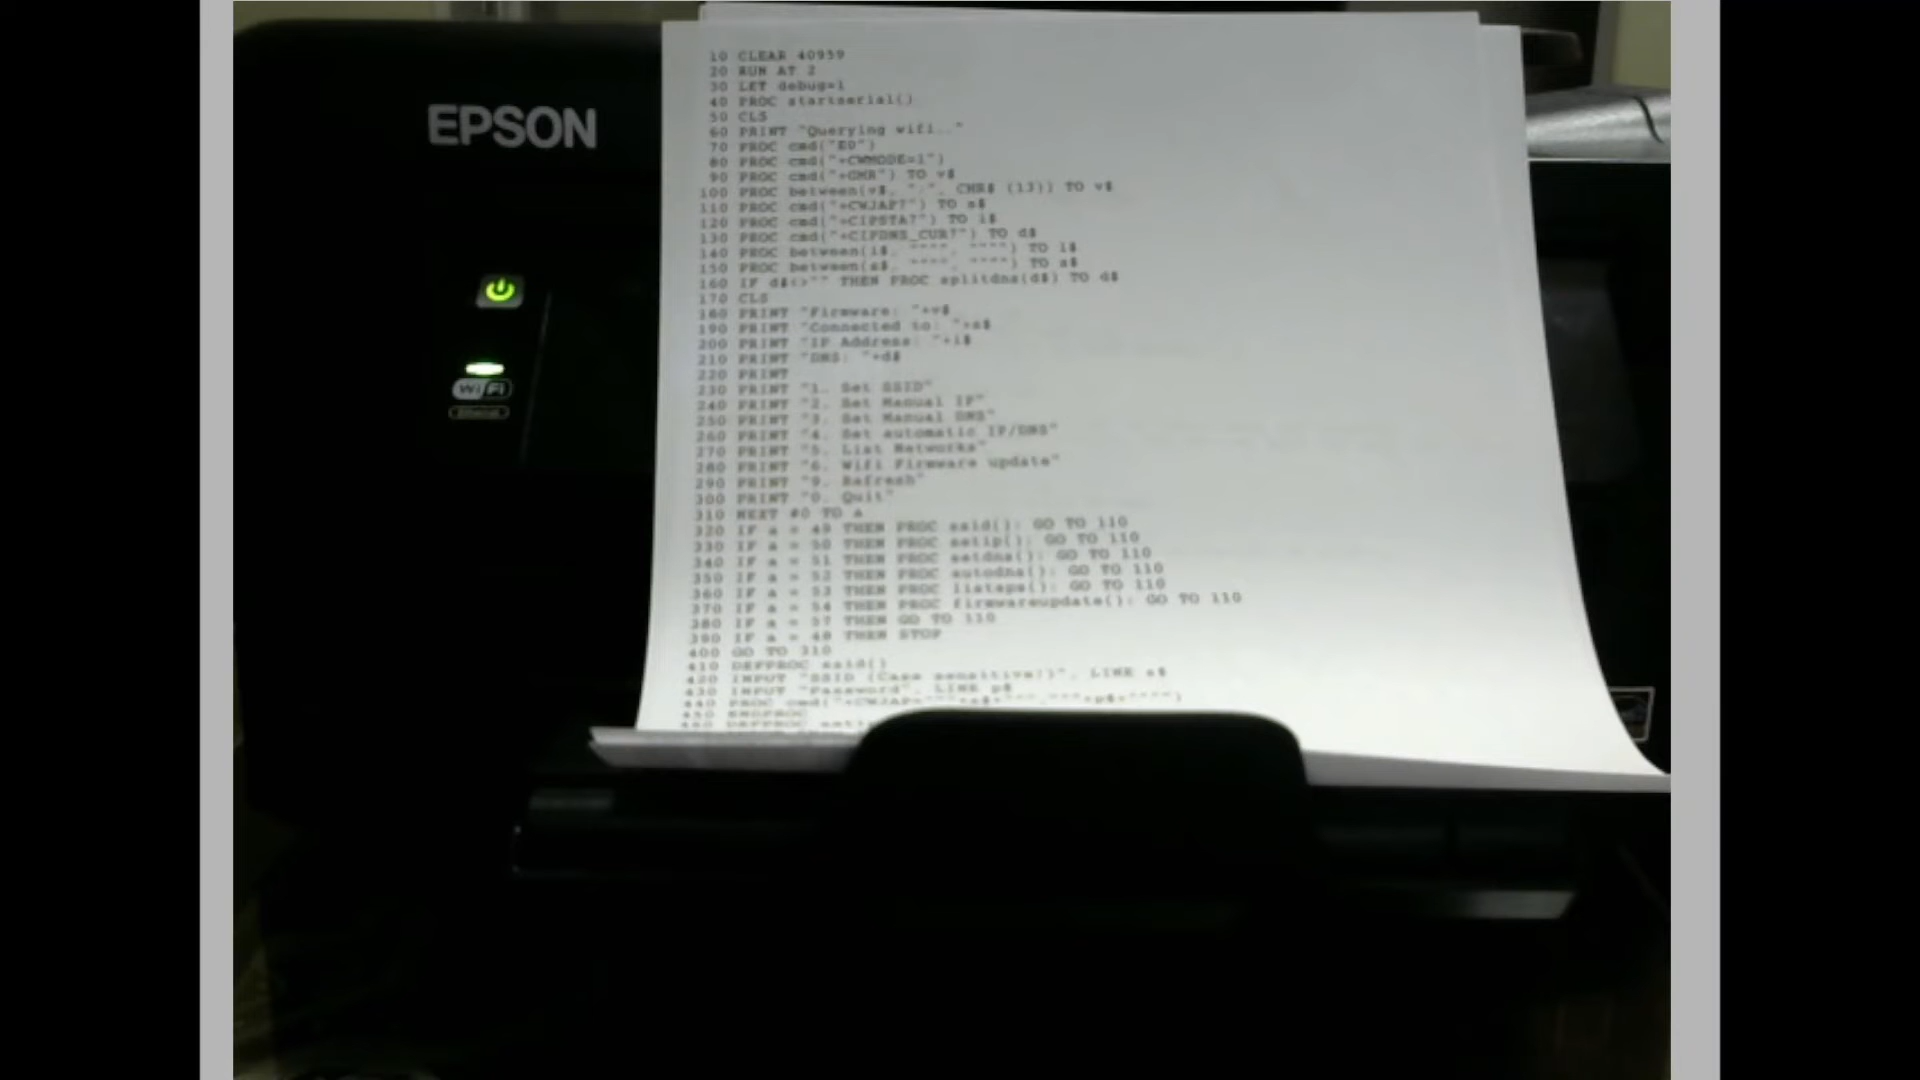 EPSON
WiFi
10 CLEAR 40959
20 RUN AT 2
30 LET debug=1
40 PROC startserial()
50 CLS
60 PRINT "Querying wifi.."
70 PROC cmd("E0")
80 PROC cmd("+CWMODE=1")
90 PROC cmd("+GMR") TO v$
100 PROC between(v$, ":", CHR$ (13)) TO v$
110 PROC cmd("+CWJAP?") TO s$
120 PROC cmd("+CIPSTA?") TO i$
130 PROC cmd("+CIPDNS_CUR?") TO d$
140 PROC between(i$, """", """") TO i$
150 PROC between(s$, """", """") TO s$
160 IF d$<>"" THEN PROC splitdns(d$) TO d$
170 CLS
180 PRINT "Firmware: "+v$
190 PRINT "Connected to: "+s$
200 PRINT "IP Address: "+i$
210 PRINT "DNS: "+d$
220 PRINT
230 PRINT "1. Set SSID"
240 PRINT "2. Set Manual IP"
250 PRINT "3. Set Manual DNS"
260 PRINT "4. Set automatic IP/DNS"
270 PRINT "5. List Networks"
280 PRINT "6. Wifi Firmware update"
290 PRINT "9. Refresh"
300 PRINT "0. Quit"
310 NEXT #0 TO a
320 IF a = 49 THEN PROC ssid(): GO TO 110
330 IF a = 50 THEN PROC setip(): GO TO 110
340 IF a = 51 THEN PROC setdns(): GO TO 110
350 IF a = 52 THEN PROC autodns(): GO TO 110
360 IF a = 53 THEN PROC listaps(): GO TO 110
370 IF a = 54 THEN PROC firmwareupdate(): GO TO 110
380 IF a = 57 THEN GO TO 110
390 IF a = 48 THEN STOP
400 GO TO 310
410 DEFPROC ssid()
420 INPUT "SSID (Case sensitive!)", LINE s$
430 INPUT "Password", LINE p$
440 PROC cmd("+CWJAP="""+s$+""","""+p$+"""")
450 ENDPROC
460 DEFPROC